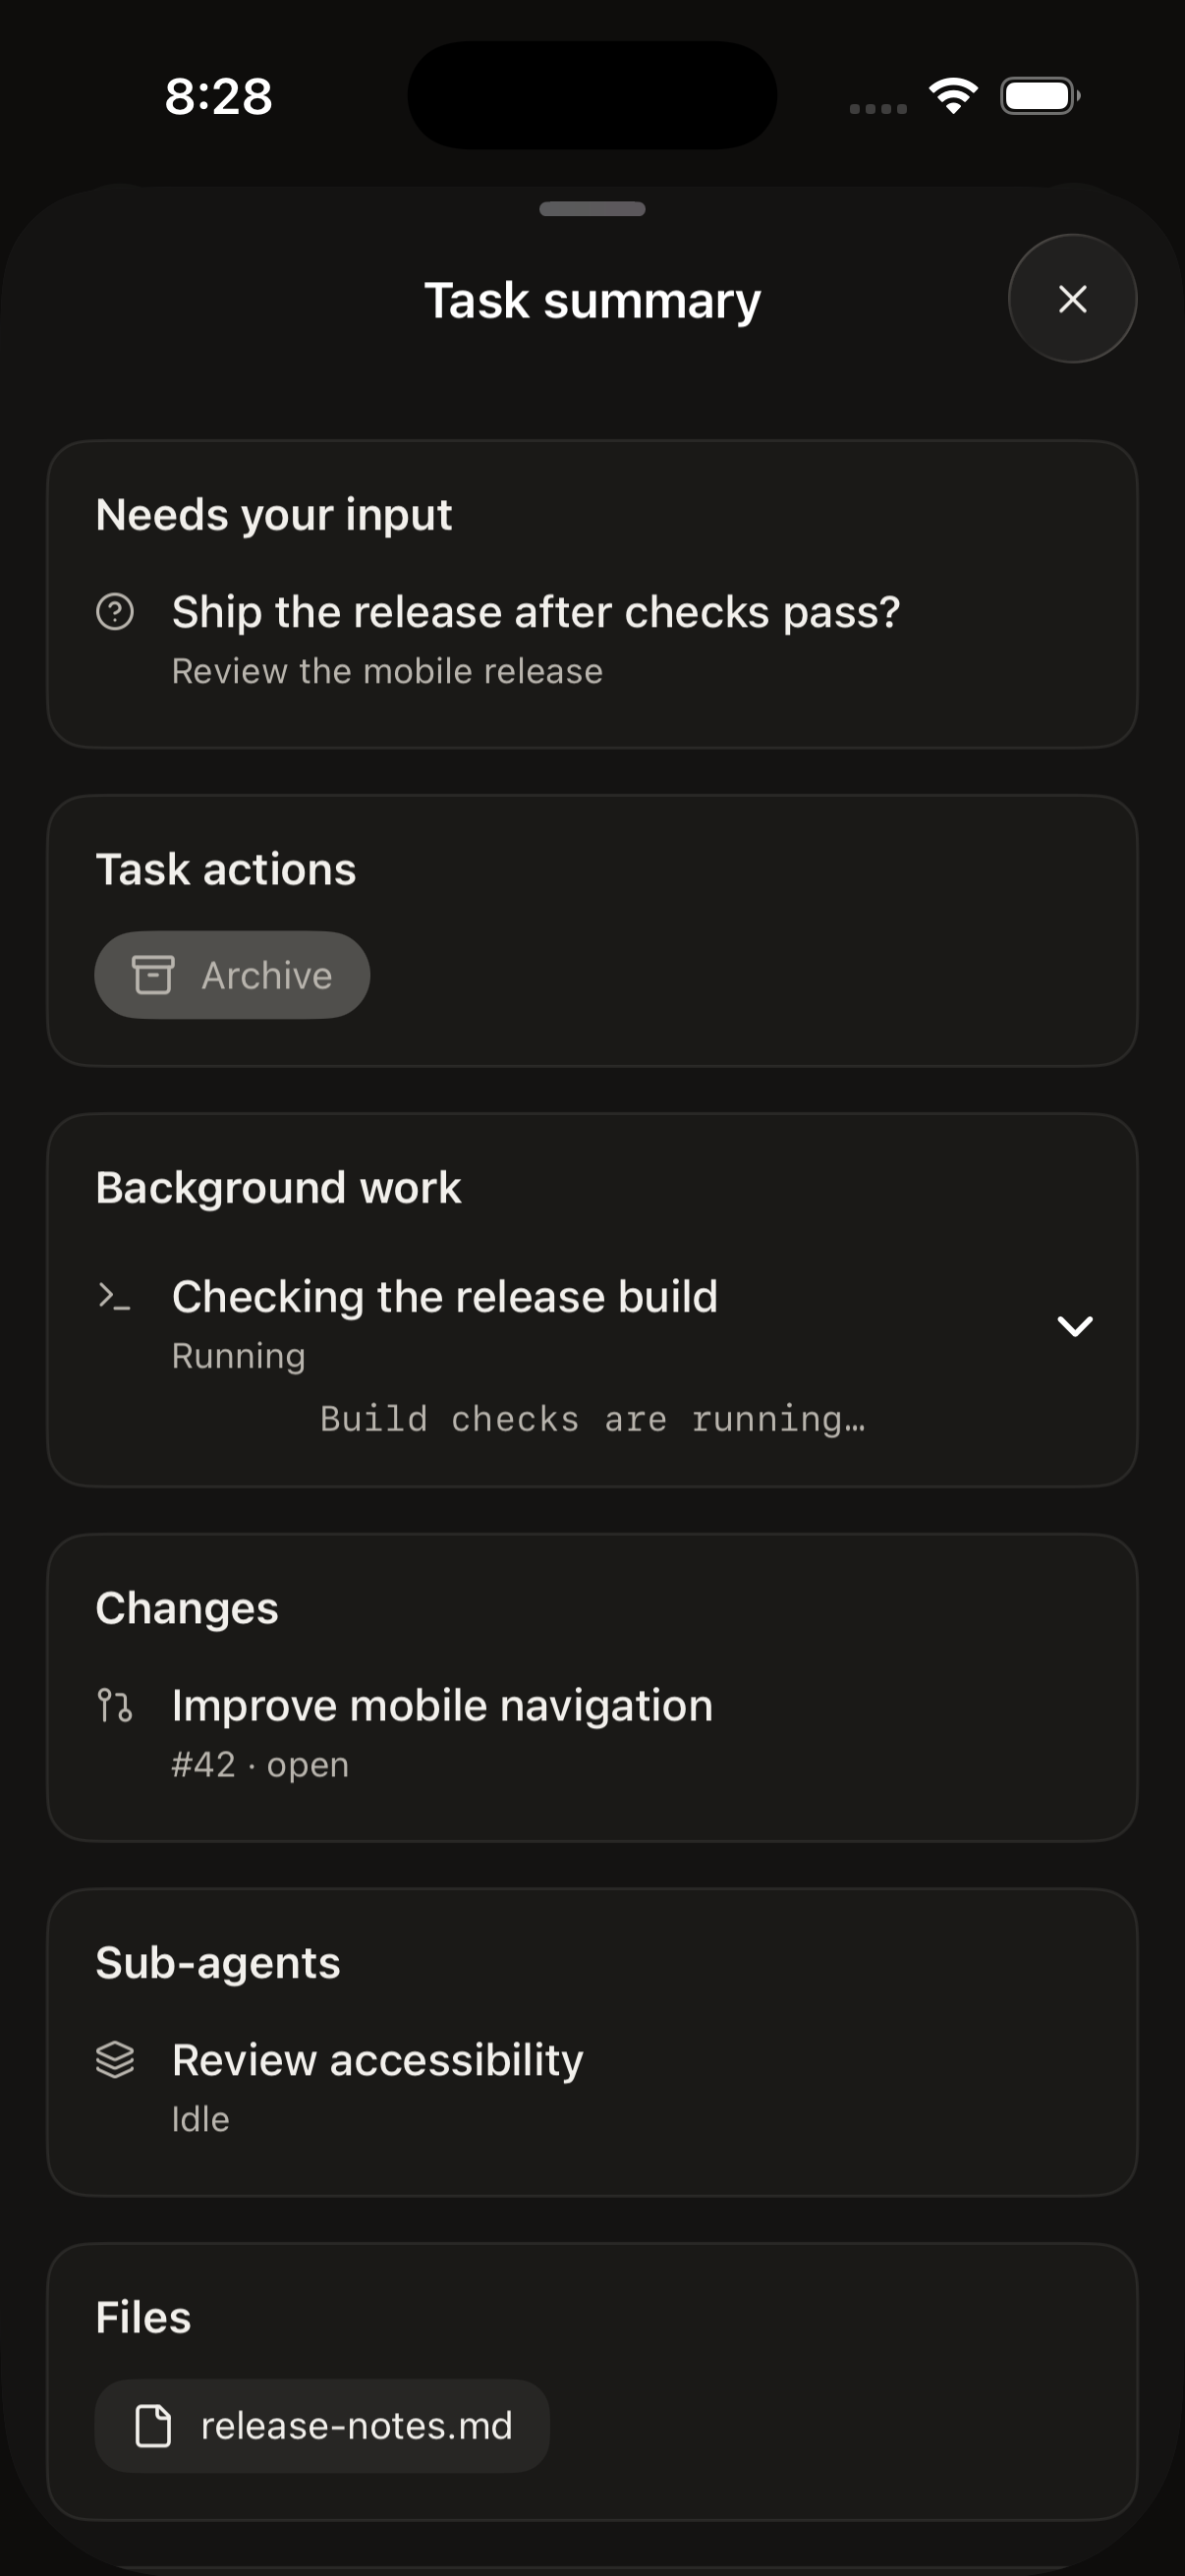 8:28
Task summary
Needs your input
Ship the release after checks pass?
Review the mobile release
Task actions
Archive
Background work
Checking the release build
Running
Build checks are running…
Changes
Improve mobile navigation
#42 · open
Sub-agents
Review accessibility
Idle
Files
release-notes.md